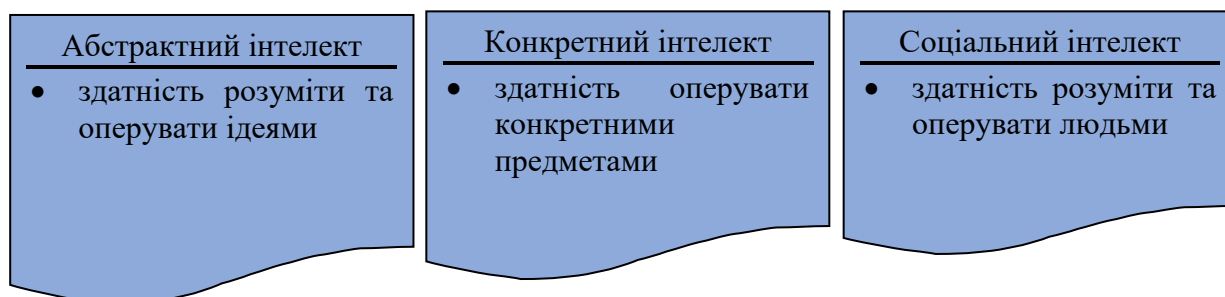 Абстрактний інтелект
• здатність розуміти та
оперувати ідеями
Конкретний інтелект
• здатність оперувати
конкретними
предметами
Соціальний інтелект
• здатність розуміти та
оперувати людьми